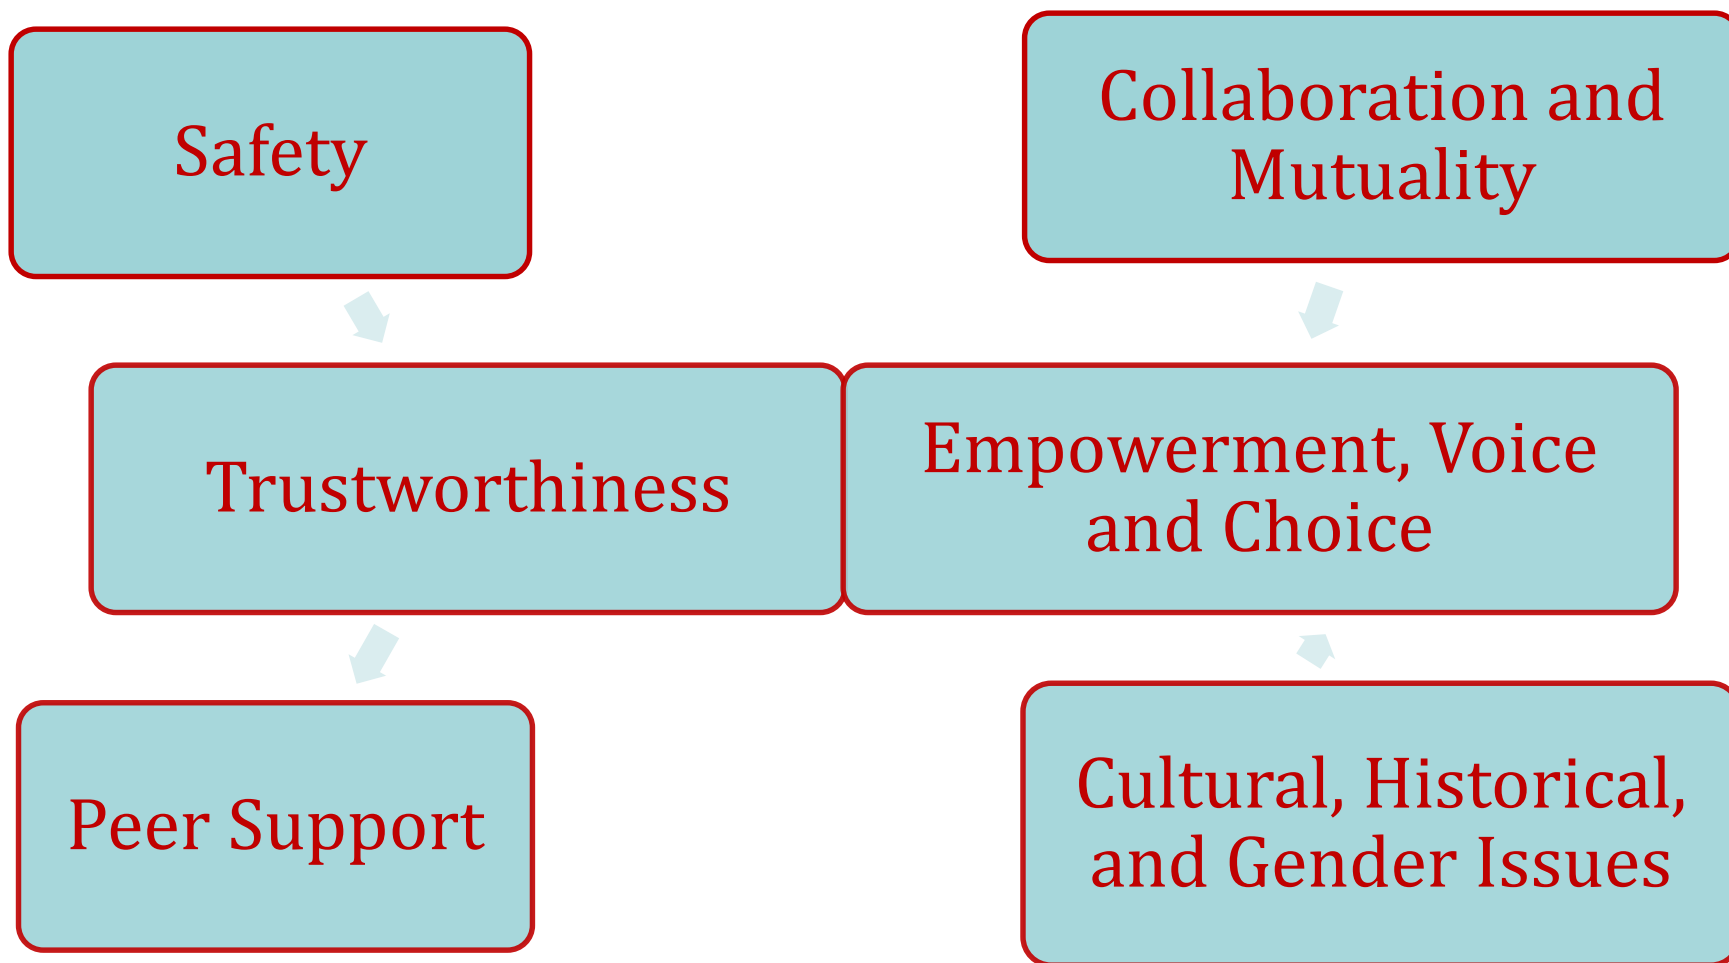 Safety
Trustworthiness
Peer Support
Collaboration and
Mutuality
Empowerment, Voice
and Choice
Cultural, Historical,
and Gender Issues